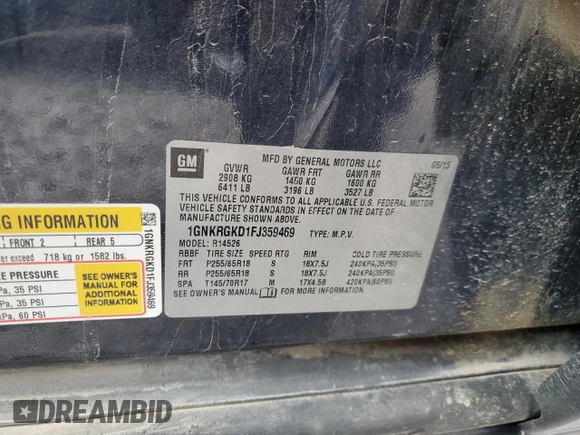 GM
MFD BY GENERAL MOTORS LLC
05/15
GVWR GAWR FRT GAWR RR
2908 KG 1450 KG 1600 KG
6411 LB 3196 LB 3527 LB
THIS VEHICLE CONFORMS TO ALL APPLICABLE U.S. FEDERAL MOTOR
VEHICLE SAFETY STANDARDS IN EFFECT ON THE DATE OF
MANUFACTURE SHOWN ABOVE.
1GNKRGKD1FJ359469 TYPE: M.P.V.
MODEL: R14526
RBBF TIRE SIZE SPEED RTG RIM COLD TIRE PRESSURE
FRT P255/65R18 S 18X7.5J 240KPA(35PSI)
RR P255/65R18 S 18X7.5J 240KPA(35PSI)
SPA T145/70R17 M 17X4.5B 420KPA(60PSI)
SEE OWNER'S MANUAL FOR MORE INFORMATION.
NG INFORMATION
FRONT 2 REAR 5
ver exceed 718 kg or 1582 lbs.
E PRESSURE
Pa, 35 PSI
Pa, 35 PSI
kPa, 60 PSI
SEE OWNER'S
MANUAL FOR
ADDITIONAL
INFORMATION
1GNKRGKD1FJ359469
DREAMBID